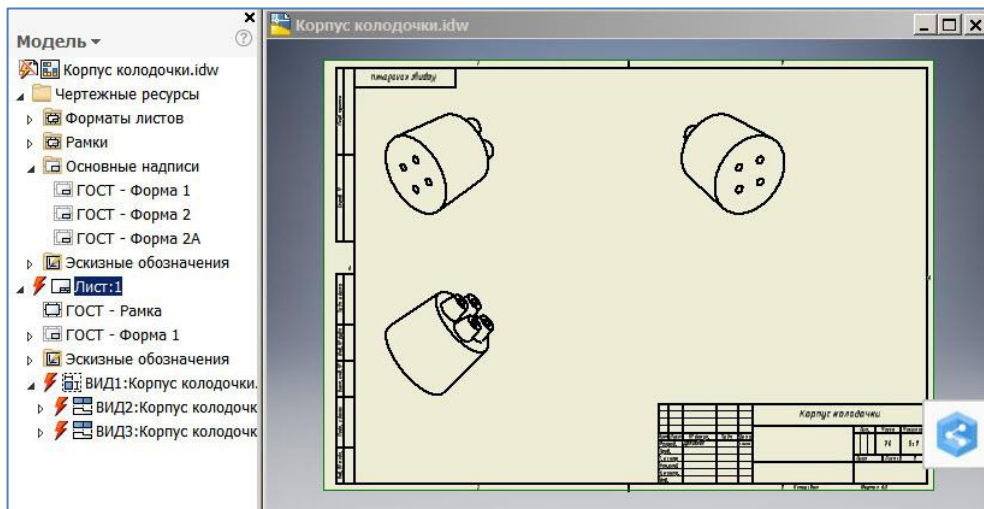 Модель
Корпус колодочки.idw
Чертежные ресурсы
Форматы листов
Рамки
Основные надписи
ГОСТ - Форма 1
ГОСТ - Форма 2
ГОСТ - Форма 2А
Эскизные обозначения
Лист:1
ГОСТ - Рамка
ГОСТ - Форма 1
Эскизные обозначения
ВИД1:Корпус колодочки.
ВИД2:Корпус колодочк
ВИД3:Корпус колодочк
Корпус колодочки.idw
Корпус колодочки
Корпус колодочки